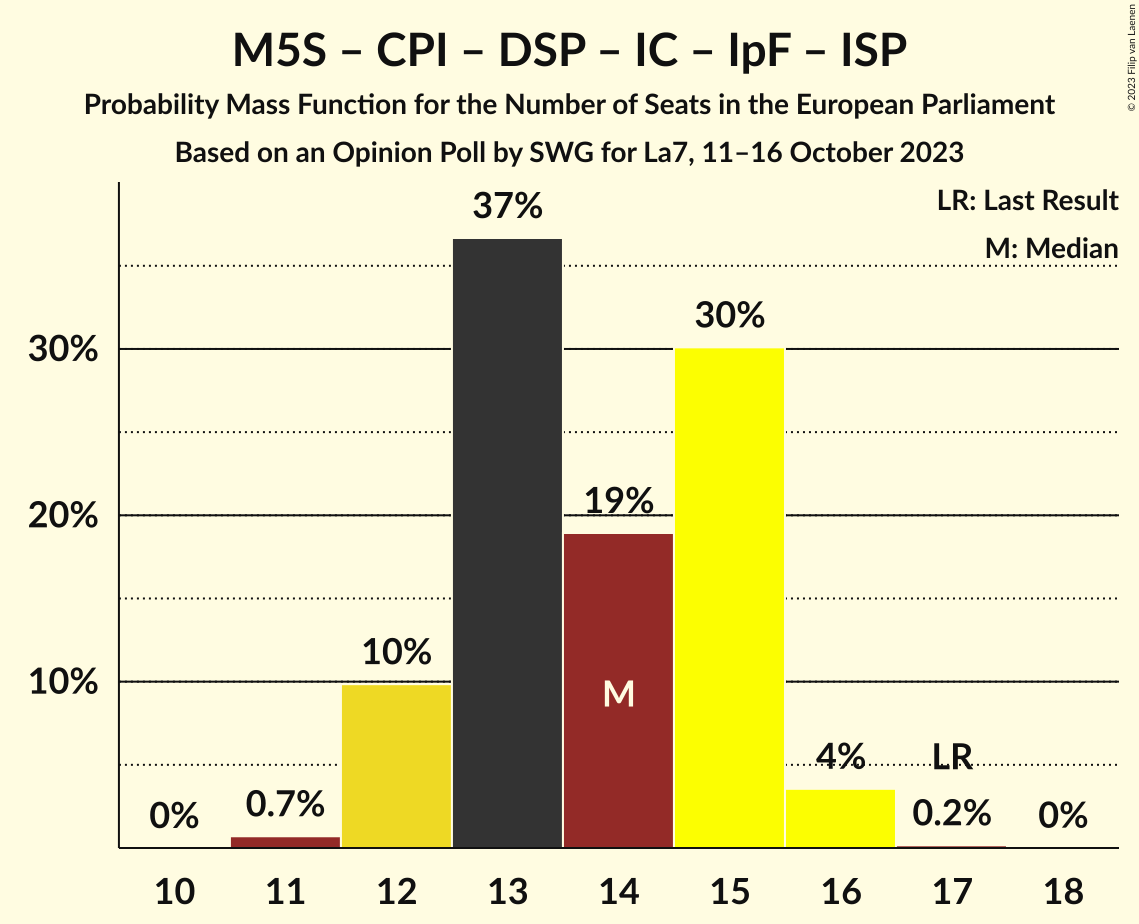 M5S – CPI – DSP – IC – IpF – ISP
Probability Mass Function for the Number of Seats in the European Parliament
Based on an Opinion Poll by SWG for La7, 11–16 October 2023
© 2023 Filip van Laenen
LR: Last Result
M: Median
37%
30%
30%
19%
20%
10%
10%
M
4%
LR
0%
0.7%
0.2%
0%
10 11 12 13 14 15 16 17 18